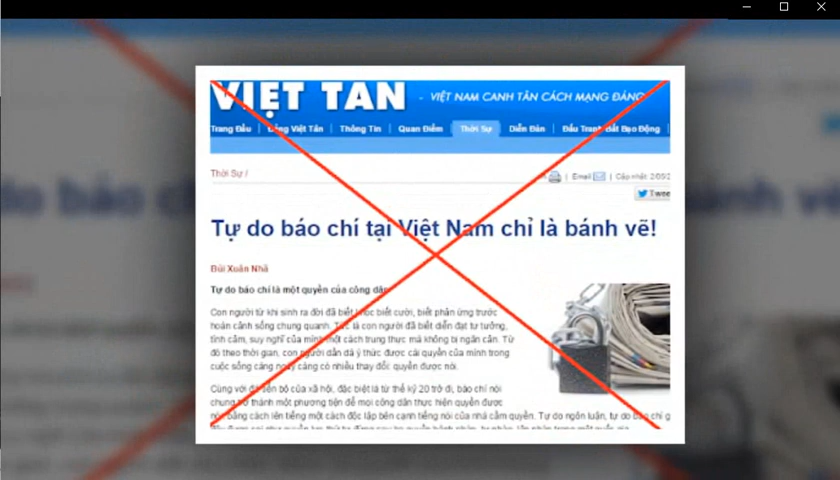 VIỆT TAN - VIỆT NAM CANH TÂN CÁCH MẠNG ĐẢNG
Trang Đầu | Đảng Việt Tân | Thông Tin | Quan Điểm | Thời Sự | Diễn Đàn | Đấu Tranh Bất Bạo Động |
Thời Sự /
| Email | Cập nhật:
Twee
Tự do báo chí tại Việt Nam chỉ là bánh vẽ!
Bùi Xuân Nhã
Tự do báo chí là một quyền của công dân
Con người từ khi sinh ra đời đã biết khóc biết cười, biết phản ứng trước
hoàn cảnh sống chung quanh. Tức là con người đã biết diễn đạt tư tưởng,
tình cảm, suy nghĩ của mình một cách trung thực mà không bị ngăn cản. Từ
đó theo thời gian, con người dần dà ý thức được cái quyền của mình trong
cuộc sống càng ngày càng có nhiều thay đổi quyền được nói.
Cùng với đà tiến bộ của xã hội, đặc biệt là từ thế kỷ 20 trở đi, báo chí nói
chung trở thành một phương tiện để mọi công dân thực hiện quyền được
nói bằng cách lên tiếng một cách độc lập bên cạnh tiếng nói của nhà cầm quyền. Tự do ngôn luận, tự do báo chí g